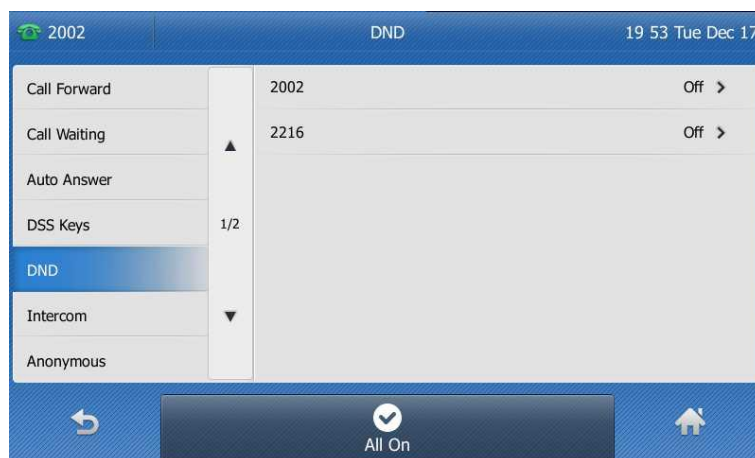 2002 DND 19 53 Tue Dec 17
Call Forward
Call Waiting
Auto Answer
DSS Keys
DND
Intercom
Anonymous
1/2
2002 Off
2216 Off
All On